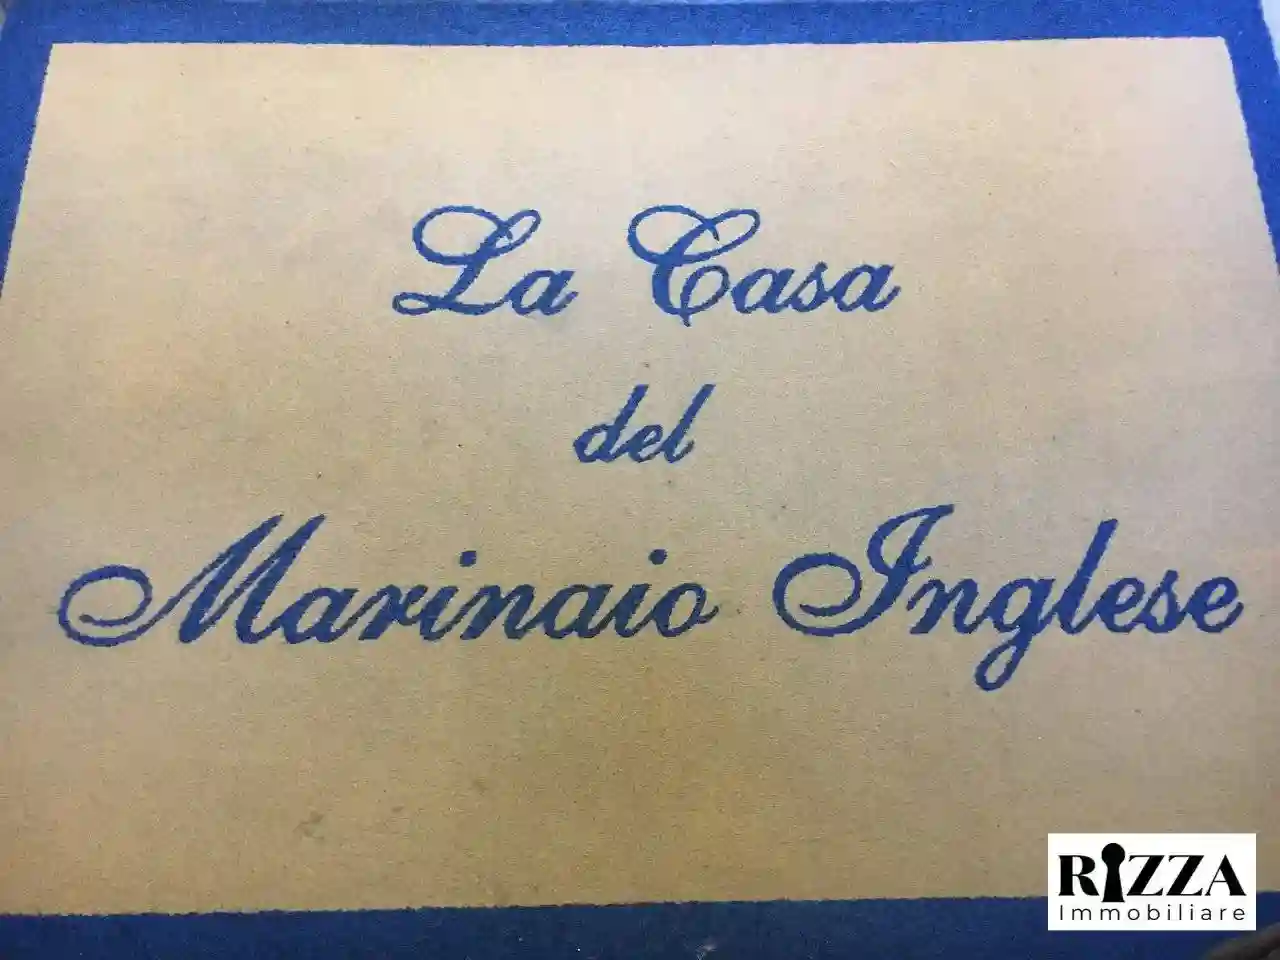 La Casa
del
Marinaio Inglese
RIZZA
Immobiliare